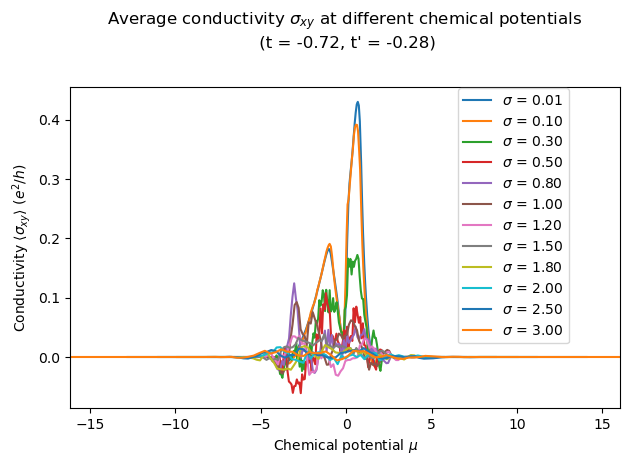 Average conductivity σxy at different chemical potentials
(t = -0.72, t' = -0.28)
Conductivity ⟨σxy⟩ (e²/h)
0.4
0.3
0.2
0.1
0.0
σ = 0.01
σ = 0.10
σ = 0.30
σ = 0.50
σ = 0.80
σ = 1.00
σ = 1.20
σ = 1.50
σ = 1.80
σ = 2.00
σ = 2.50
σ = 3.00
−15 −10 −5 0 5 10 15
Chemical potential μ